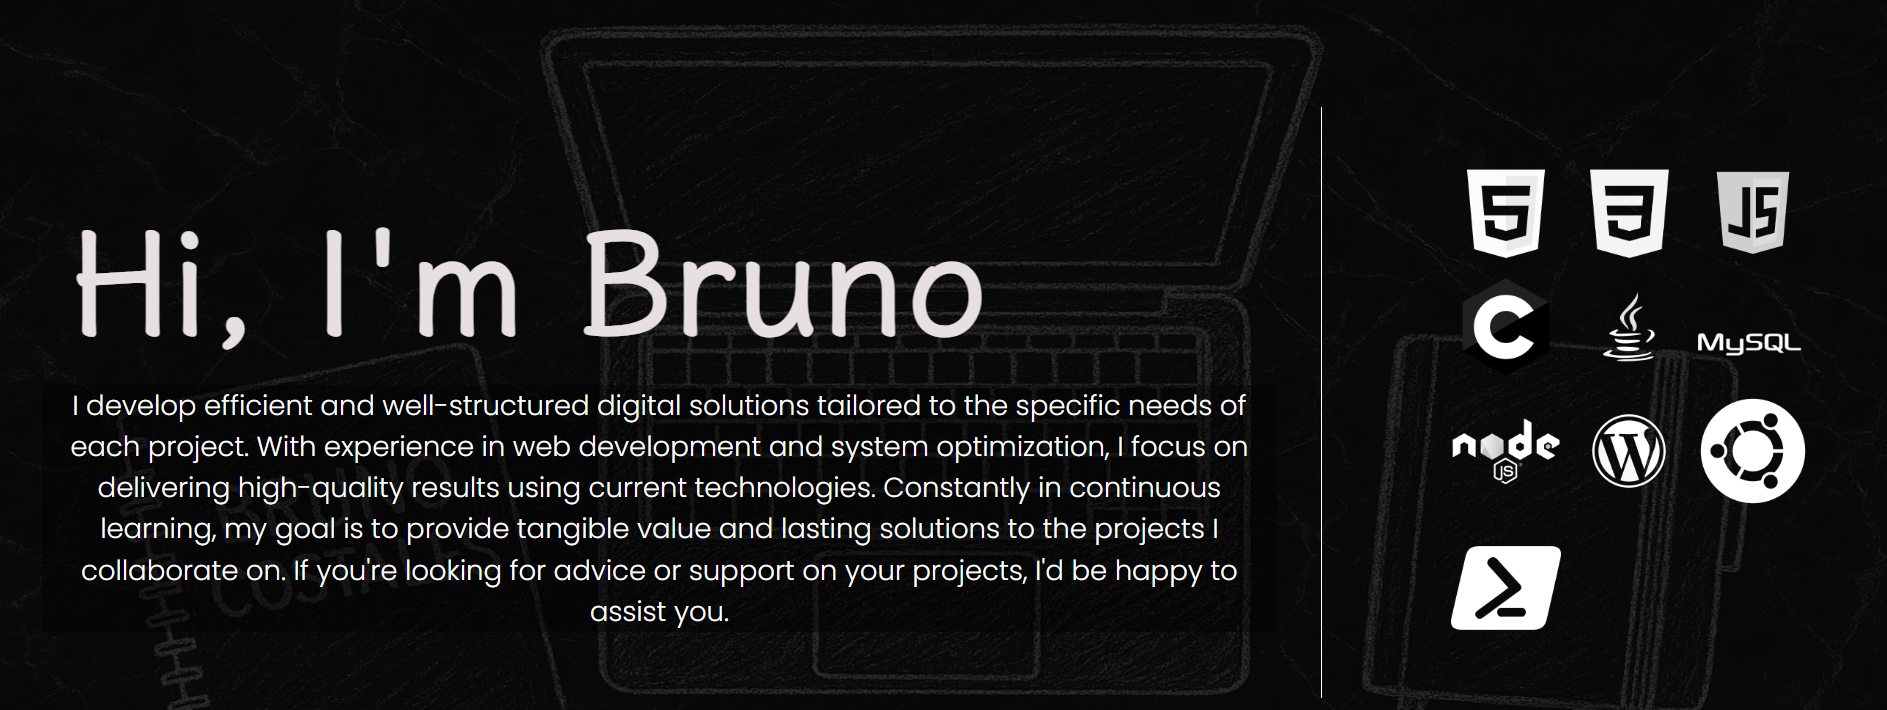 Hi, I'm Bruno
I develop efficient and well-structured digital solutions tailored to the specific needs of
each project. With experience in web development and system optimization, I focus on
delivering high-quality results using current technologies. Constantly in continuous
learning, my goal is to provide tangible value and lasting solutions to the projects I
collaborate on. If you're looking for advice or support on your projects, I'd be happy to
assist you.
BRUNO
COSTALES
5
3
JS
C
MySQL
node
JS
W